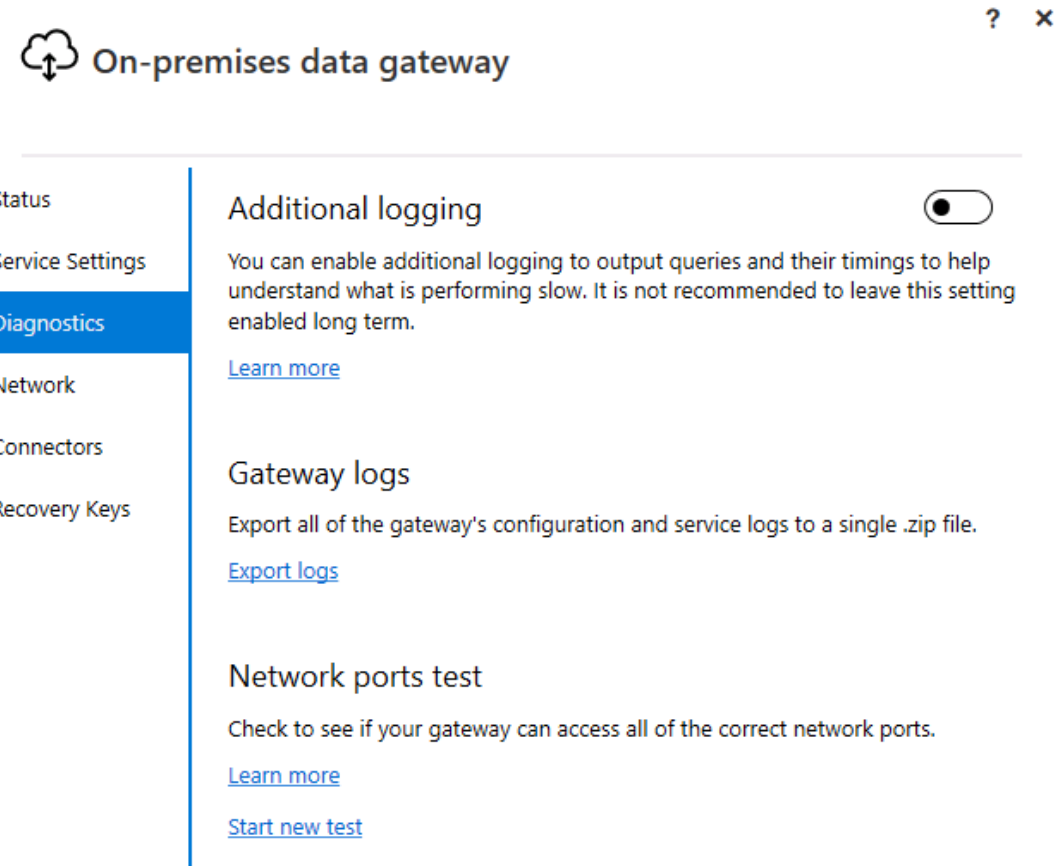 ?
On-premises data gateway
Status
Service Settings
Diagnostics
Network
Connectors
Recovery Keys
Additional logging
You can enable additional logging to output queries and their timings to help
understand what is performing slow. It is not recommended to leave this setting
enabled long term.
Learn more
Gateway logs
Export all of the gateway's configuration and service logs to a single .zip file.
Export logs
Network ports test
Check to see if your gateway can access all of the correct network ports.
Learn more
Start new test